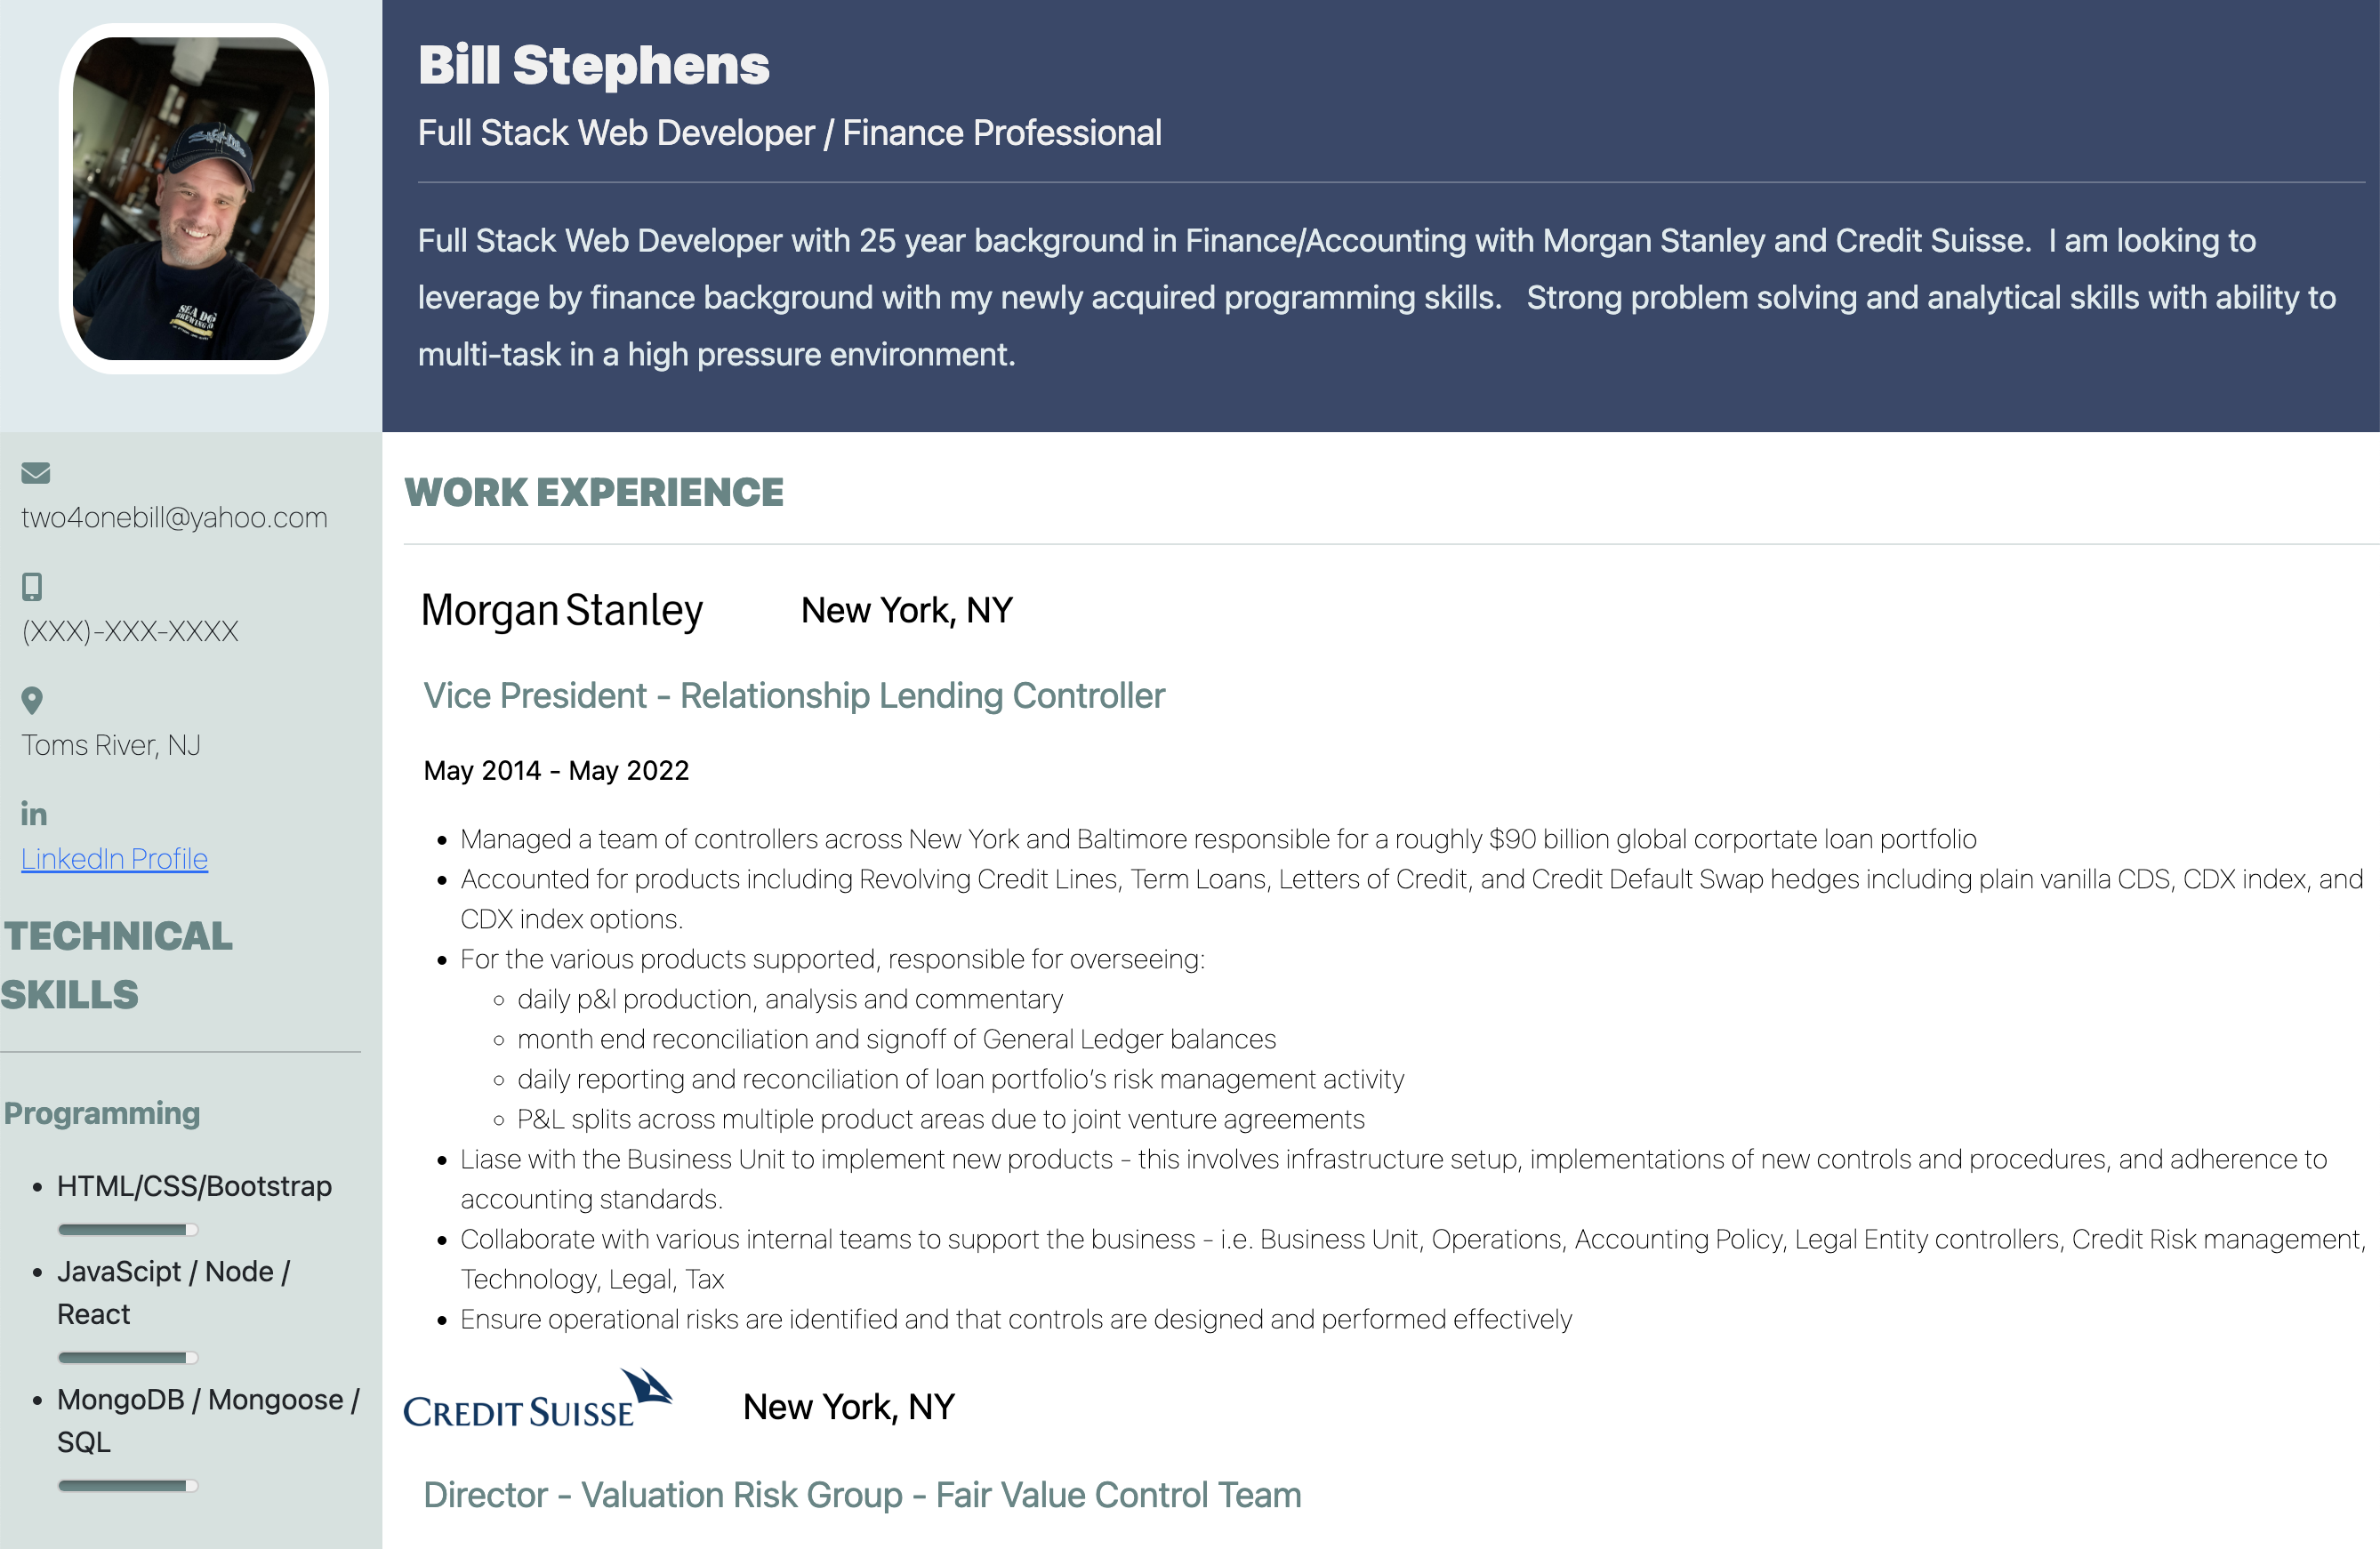 Bill Stephens
Full Stack Web Developer / Finance Professional
Full Stack Web Developer with 25 year background in Finance/Accounting with Morgan Stanley and Credit Suisse.  I am looking to
leverage by finance background with my newly acquired programming skills.   Strong problem solving and analytical skills with ability to
multi-task in a high pressure environment.
SEA DOG
BREWING CO
two4onebill@yahoo.com
(XXX)-XXX-XXXX
Toms River, NJ
in
LinkedIn Profile
TECHNICAL
SKILLS
Programming
HTML/CSS/Bootstrap
JavaScipt / Node /
React
MongoDB / Mongoose /
SQL
WORK EXPERIENCE
Morgan Stanley New York, NY
Vice President - Relationship Lending Controller
May 2014 - May 2022
Managed a team of controllers across New York and Baltimore responsible for a roughly $90 billion global corportate loan portfolio
Accounted for products including Revolving Credit Lines, Term Loans, Letters of Credit, and Credit Default Swap hedges including plain vanilla CDS, CDX index, and
CDX index options.
For the various products supported, responsible for overseeing:
daily p&l production, analysis and commentary
month end reconciliation and signoff of General Ledger balances
daily reporting and reconciliation of loan portfolio's risk management activity
P&L splits across multiple product areas due to joint venture agreements
Liase with the Business Unit to implement new products - this involves infrastructure setup, implementations of new controls and procedures, and adherence to
accounting standards.
Collaborate with various internal teams to support the business - i.e. Business Unit, Operations, Accounting Policy, Legal Entity controllers, Credit Risk management,
Technology, Legal, Tax
Ensure operational risks are identified and that controls are designed and performed effectively
CREDIT SUISSE New York, NY
Director - Valuation Risk Group - Fair Value Control Team